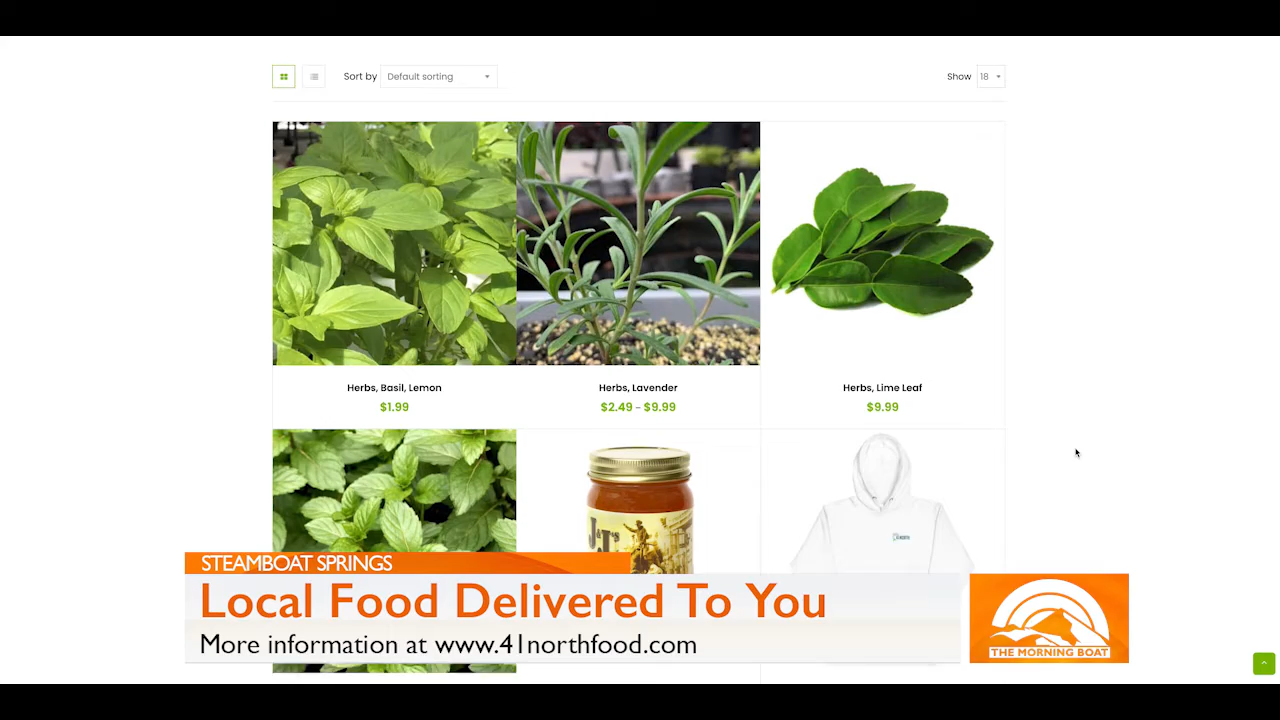 Sort by
Default sorting
Show
18
Herbs, Basil, Lemon
$1.99
Herbs, Lavender
$2.49 – $9.99
Herbs, Lime Leaf
$9.99
J&J's
STEAMBOAT SPRINGS
Local Food Delivered To You
More information at www.41northfood.com
THE MORNING BOAT